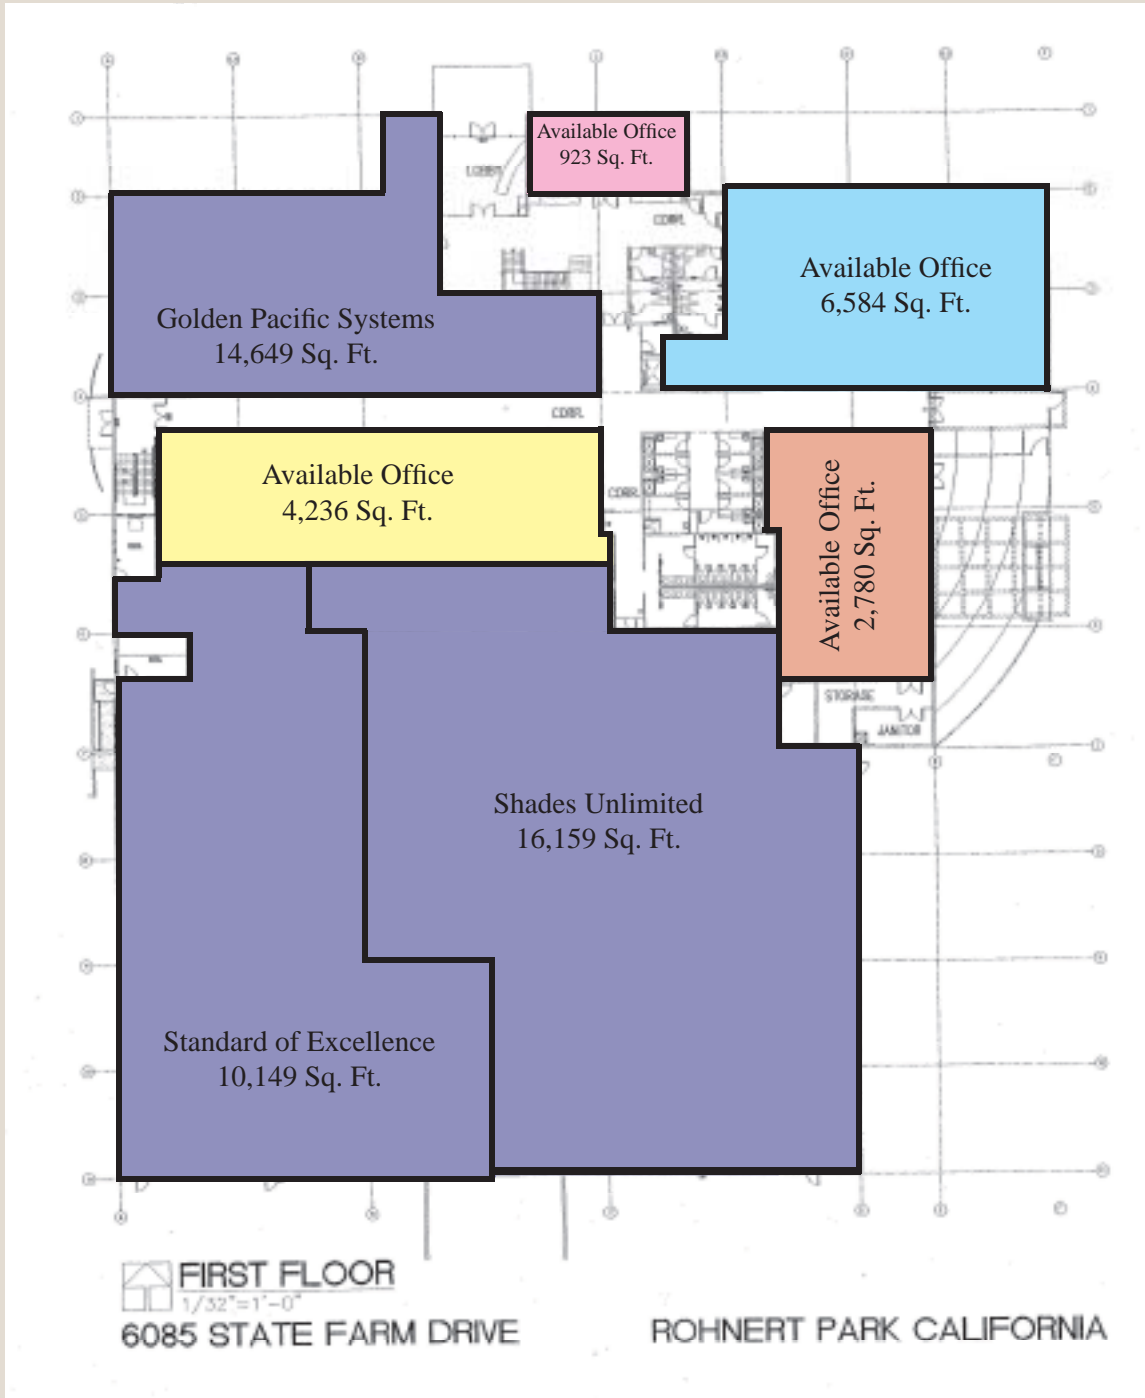 Available Office
923 Sq. Ft.
LOBBY
CORR.
Available Office
6,584 Sq. Ft.
Golden Pacific Systems
14,649 Sq. Ft.
CORR.
Available Office
4,236 Sq. Ft.
CORR.
Available Office
2,780 Sq. Ft.
STORAGE
JANITOR
Shades Unlimited
16,159 Sq. Ft.
Standard of Excellence
10,149 Sq. Ft.
FIRST FLOOR
1/32"=1'-0"
6085 STATE FARM DRIVE
ROHNERT PARK CALIFORNIA